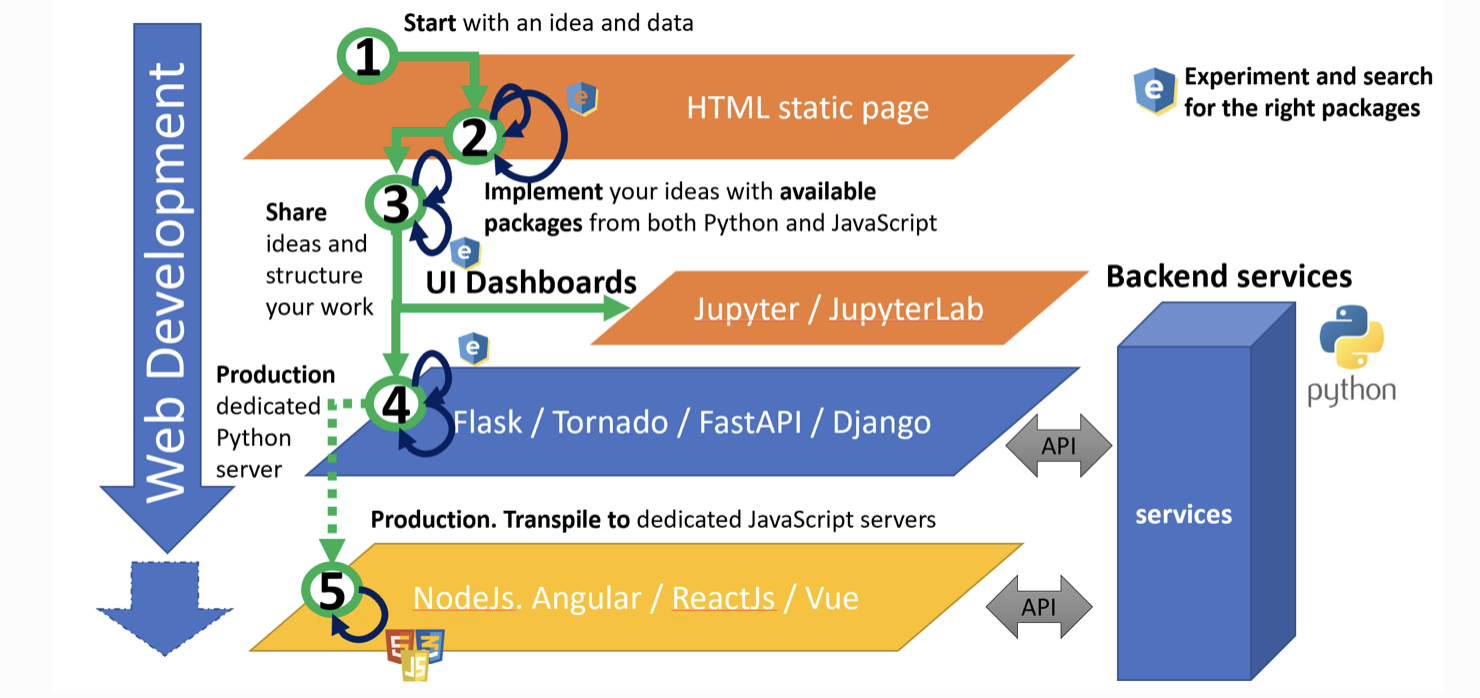 Web Development
1
Start with an idea and data
HTML static page
e
e
Experiment and search
for the right packages
2
3
Implement your ideas with available
packages from both Python and JavaScript
Share
ideas and
structure
your work
e
UI Dashboards
Jupyter / JupyterLab
Backend services
python
e
Production
dedicated
Python
server
4
Flask / Tornado / FastAPI / Django
API
services
Production. Transpile to dedicated JavaScript servers
5
NodeJs. Angular / ReactJs / Vue
API
5
3
JS